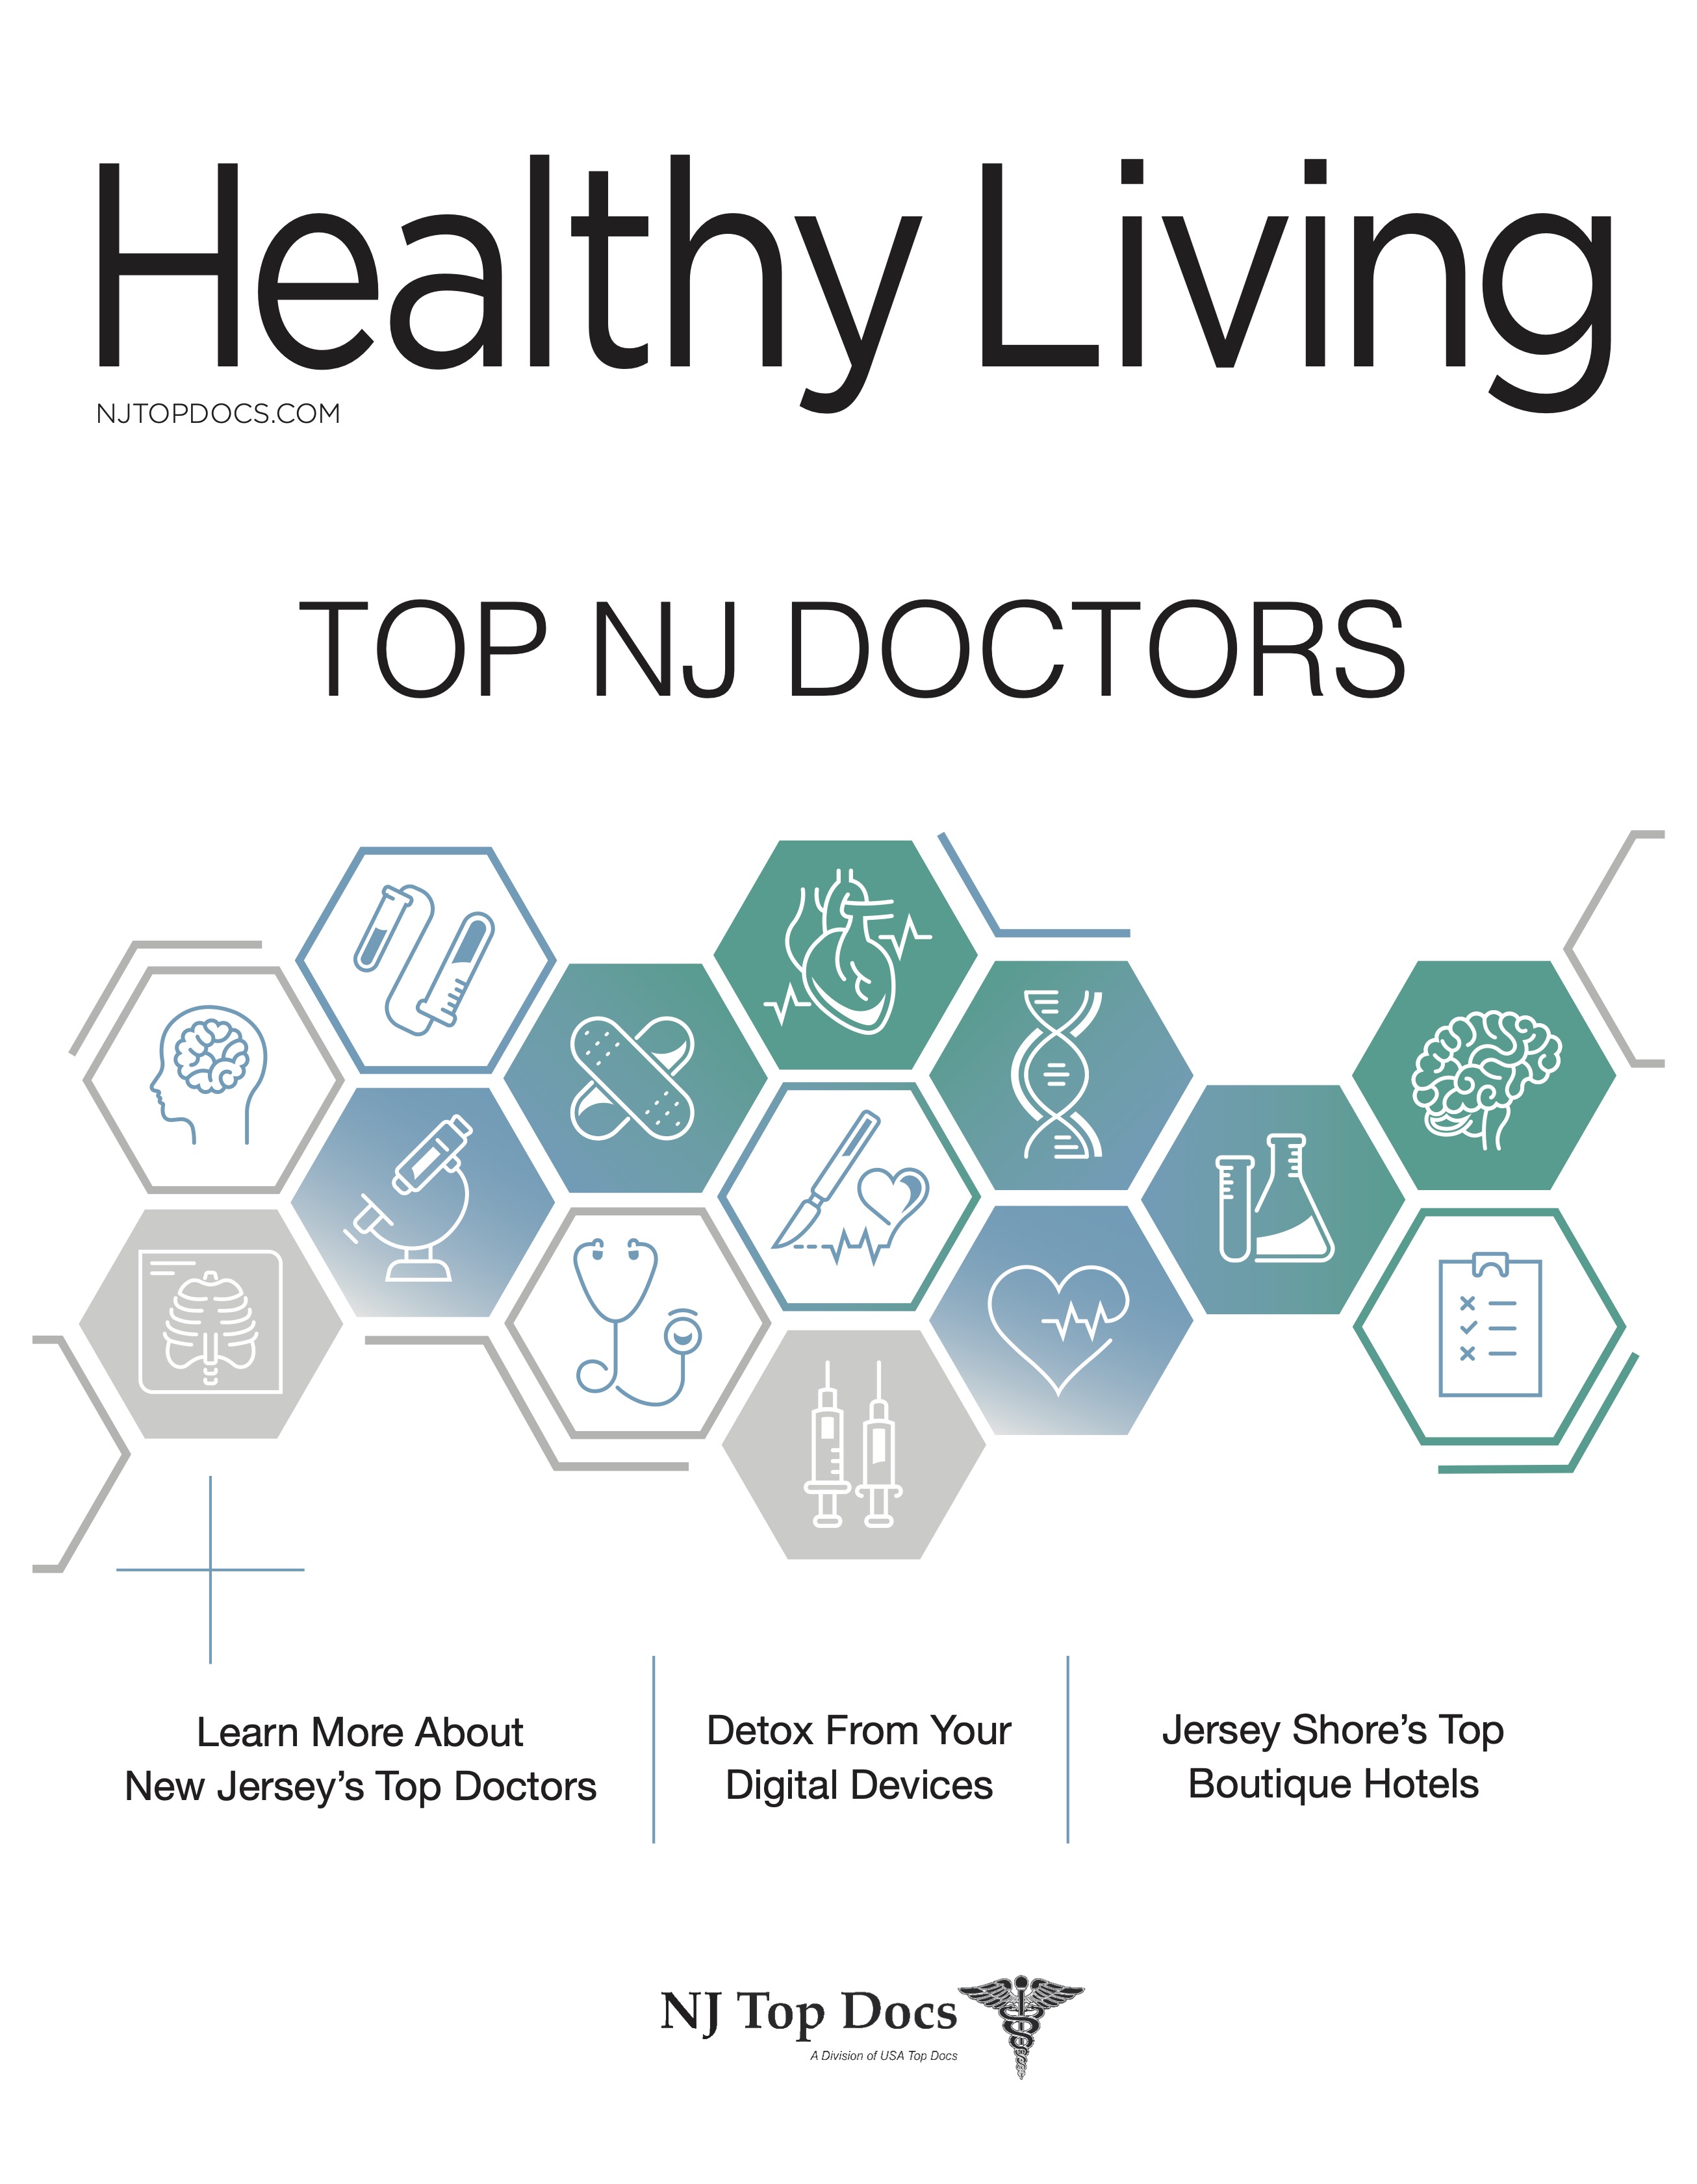 Healthy Living
NJTOPDOCS.COM
TOP NJ DOCTORS
Learn More About
New Jersey’s Top Doctors
Detox From Your
Digital Devices
Jersey Shore’s Top
Boutique Hotels
NJ Top Docs
A Division of USA Top Docs